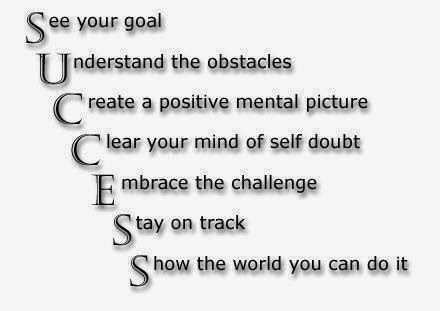 See your goal
Understand the obstacles
Create a positive mental picture
Clear your mind of self doubt
Embrace the challenge
Stay on track
Show the world you can do it